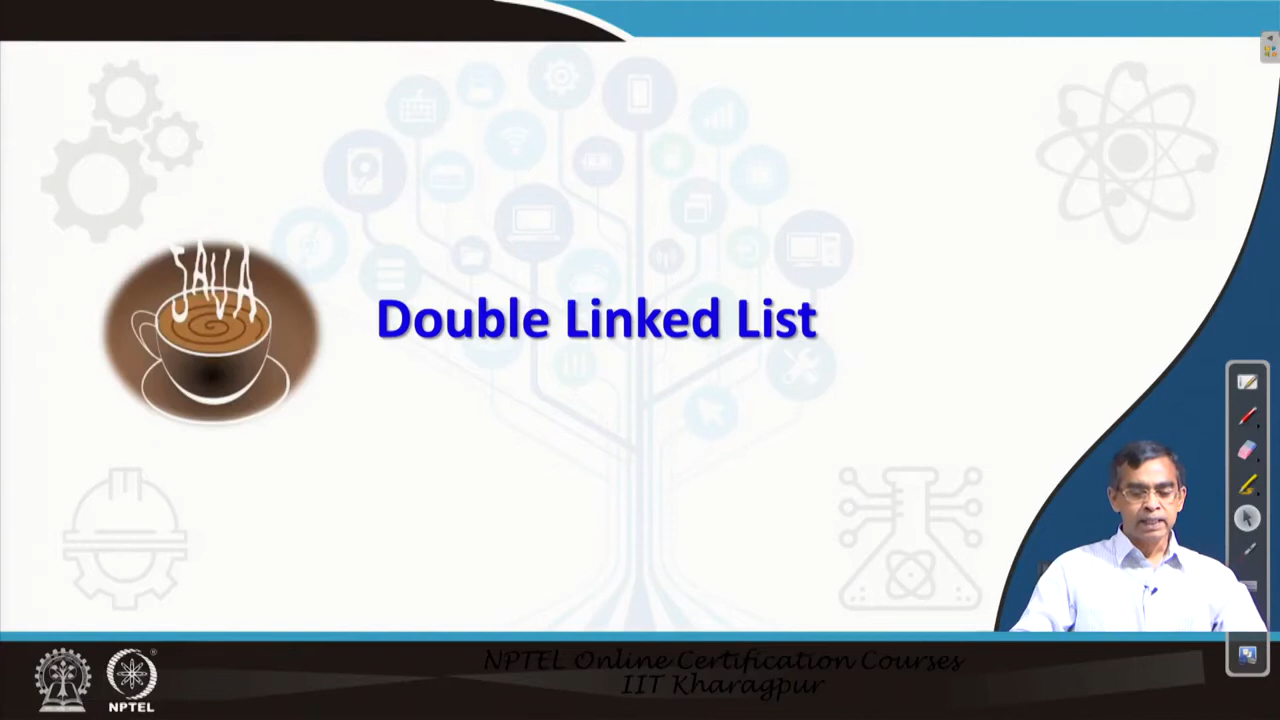 JAVA
Double Linked List
NPTEL Online Certification Courses
IIT Kharagpur
NPTEL
®